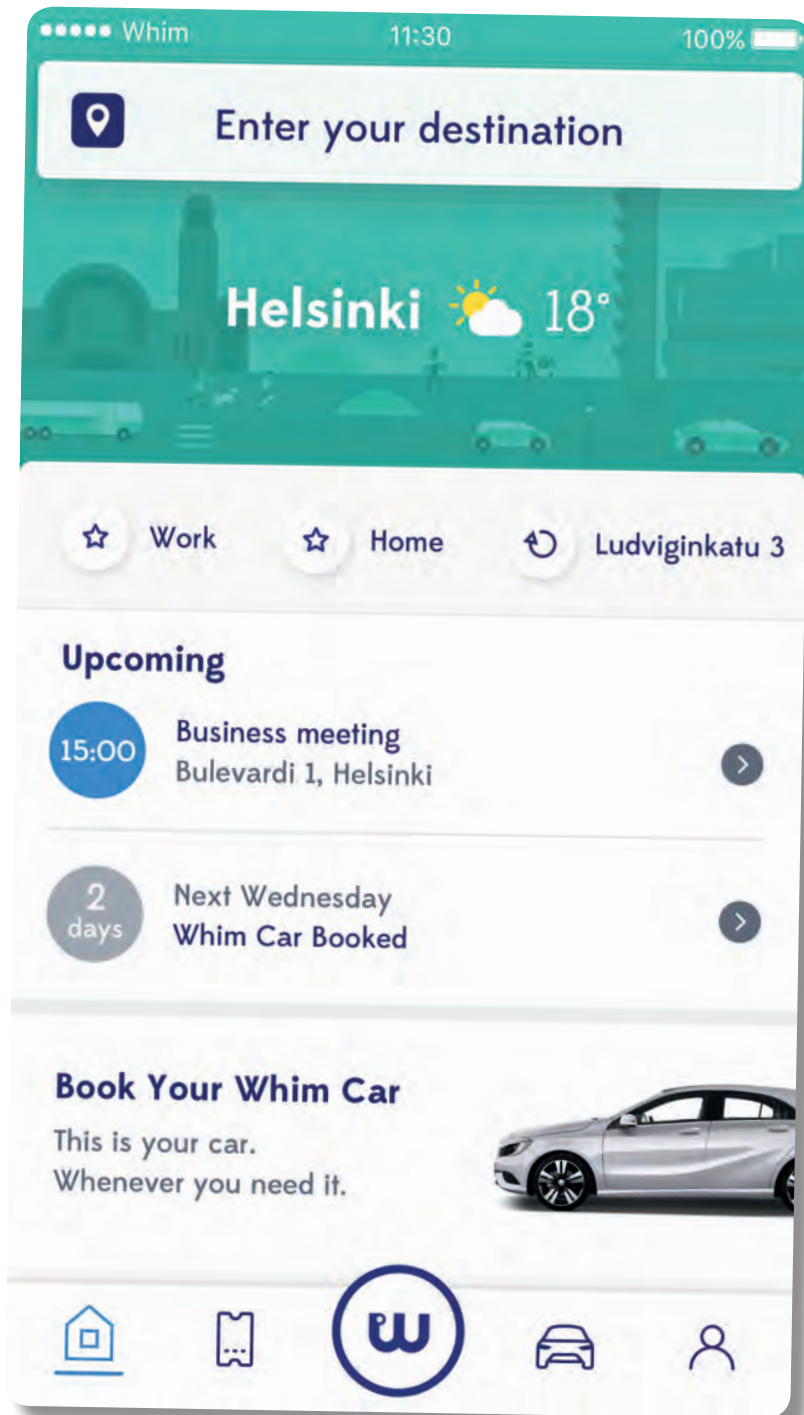 Whim 11:30 100%
Enter your destination
Helsinki 18°
Work Home Ludviginkatu 3
Upcoming
15:00
Business meeting
Bulevardi 1, Helsinki
2
days
Next Wednesday
Whim Car Booked
Book Your Whim Car
This is your car.
Whenever you need it.
w